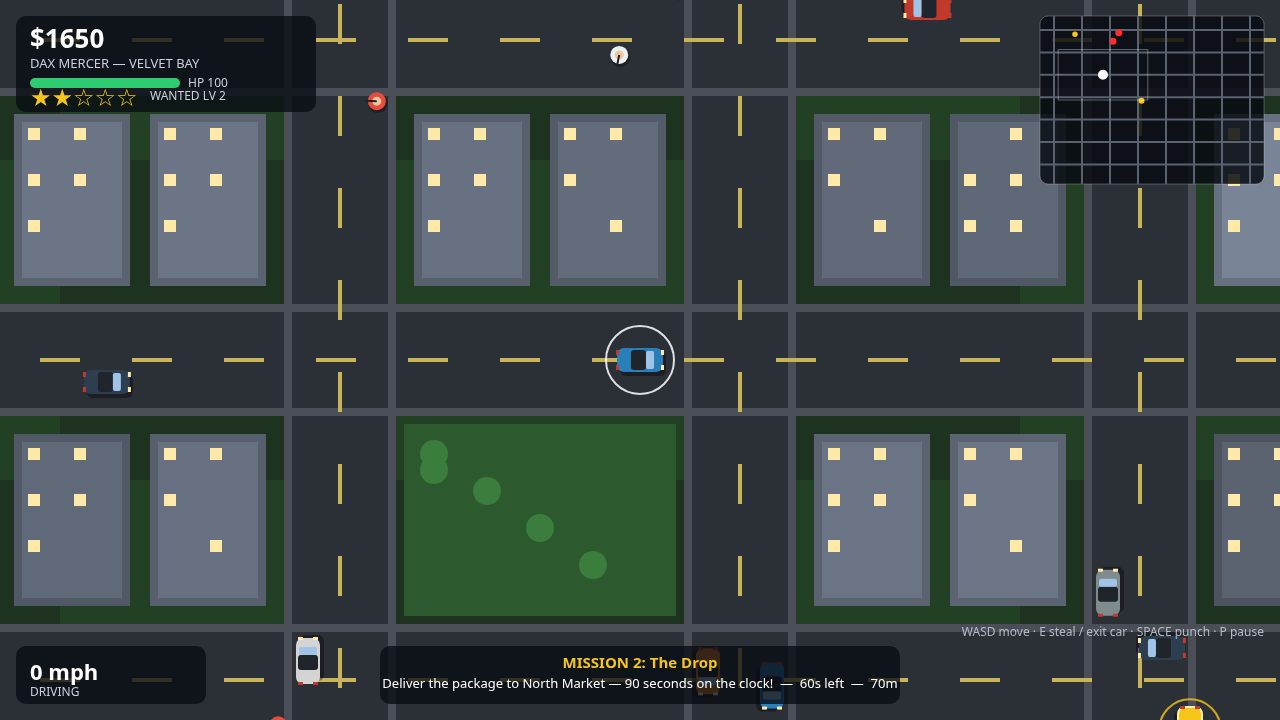 $1650
DAX MERCER — VELVET BAY
HP 100
★★☆☆☆ WANTED LV 2
WASD move · E steal / exit car · SPACE punch · P pause
0 mph
DRIVING
MISSION 2: The Drop
Deliver the package to North Market — 90 seconds on the clock! — 60s left — 70m